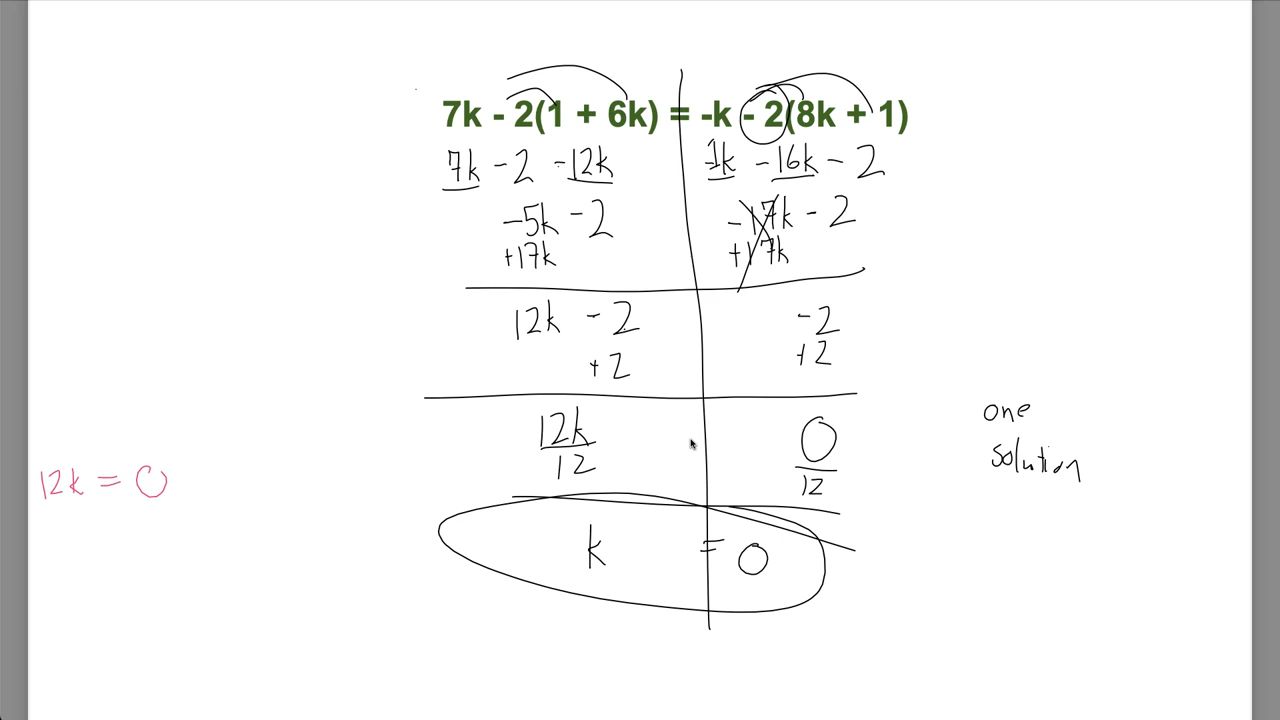 7k - 2(1 + 6k) = -k - 2(8k + 1)
7k - 2 - 12k -1k - 16k - 2
-5k - 2 -17k - 2
+17k +17k
12k - 2 -2
+2 +2
12k 0
12 12
k = 0
one
solution
12k = 0